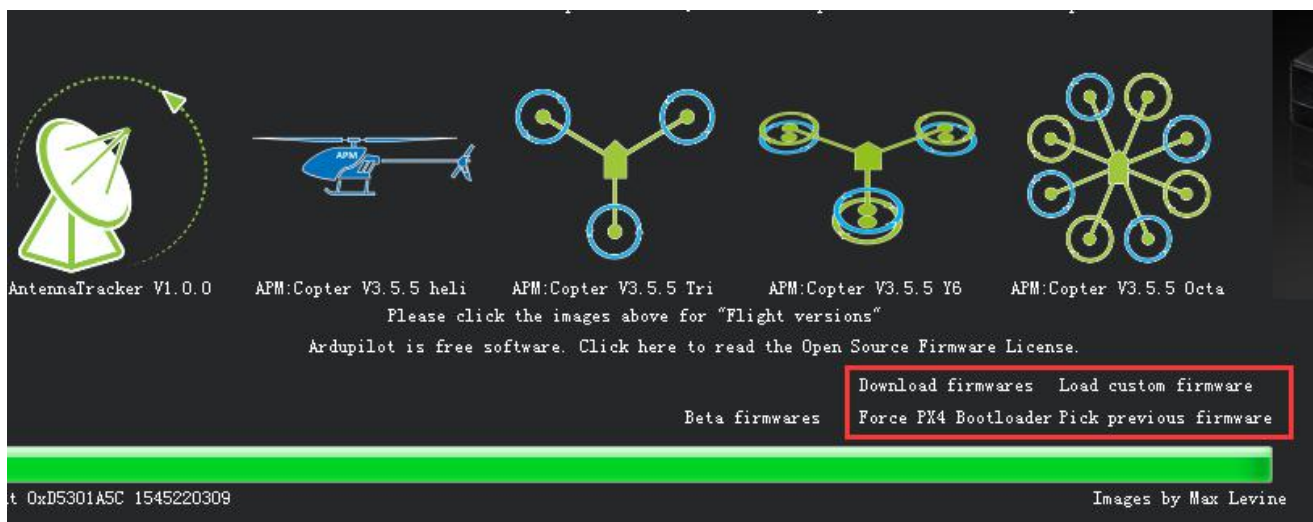 APM
AntennaTracker V1.0.0
APM:Copter V3.5.5 heli
APM:Copter V3.5.5 Tri
APM:Copter V3.5.5 Y6
APM:Copter V3.5.5 Octa
Please click the images above for "Flight versions"
Ardupilot is free software. Click here to read the Open Source Firmware License.
Download firmwares Load custom firmware
Beta firmwares Force PX4 Bootloader Pick previous firmware
t 0xD5301A5C 1545220309
Images by Max Levine